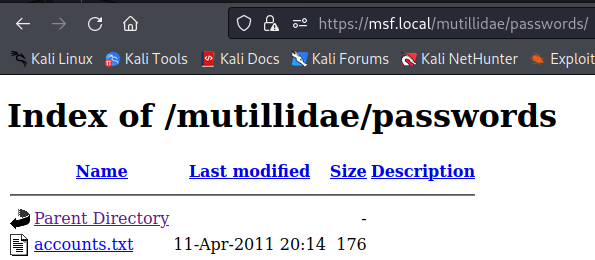 https://msf.local/mutillidae/passwords/
Kali Linux Kali Tools Kali Docs Kali Forums Kali NetHunter Exploit
Index of /mutillidae/passwords
Name Last modified Size Description
Parent Directory -
accounts.txt 11-Apr-2011 20:14 176